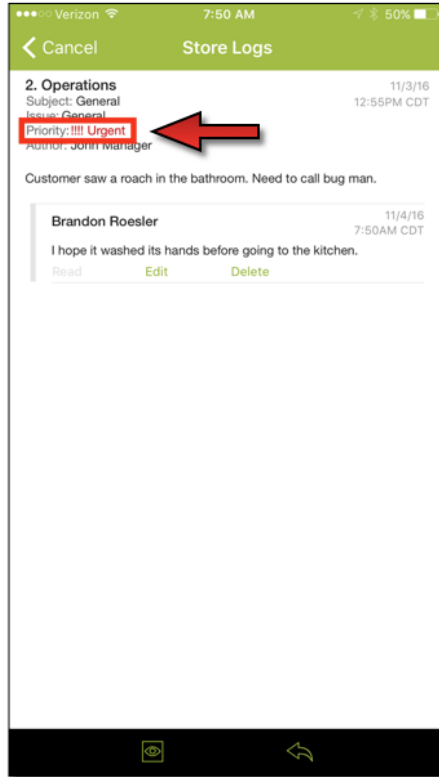 Verizon 7:50 AM 50%
Cancel Store Logs
2. Operations 11/3/16
Subject: General 12:55PM CDT
Issue: General
Priority: !!!! Urgent
Author: John Manager
Customer saw a roach in the bathroom. Need to call bug man.
Brandon Roesler 11/4/16
7:50AM CDT
I hope it washed its hands before going to the kitchen.
Read Edit Delete